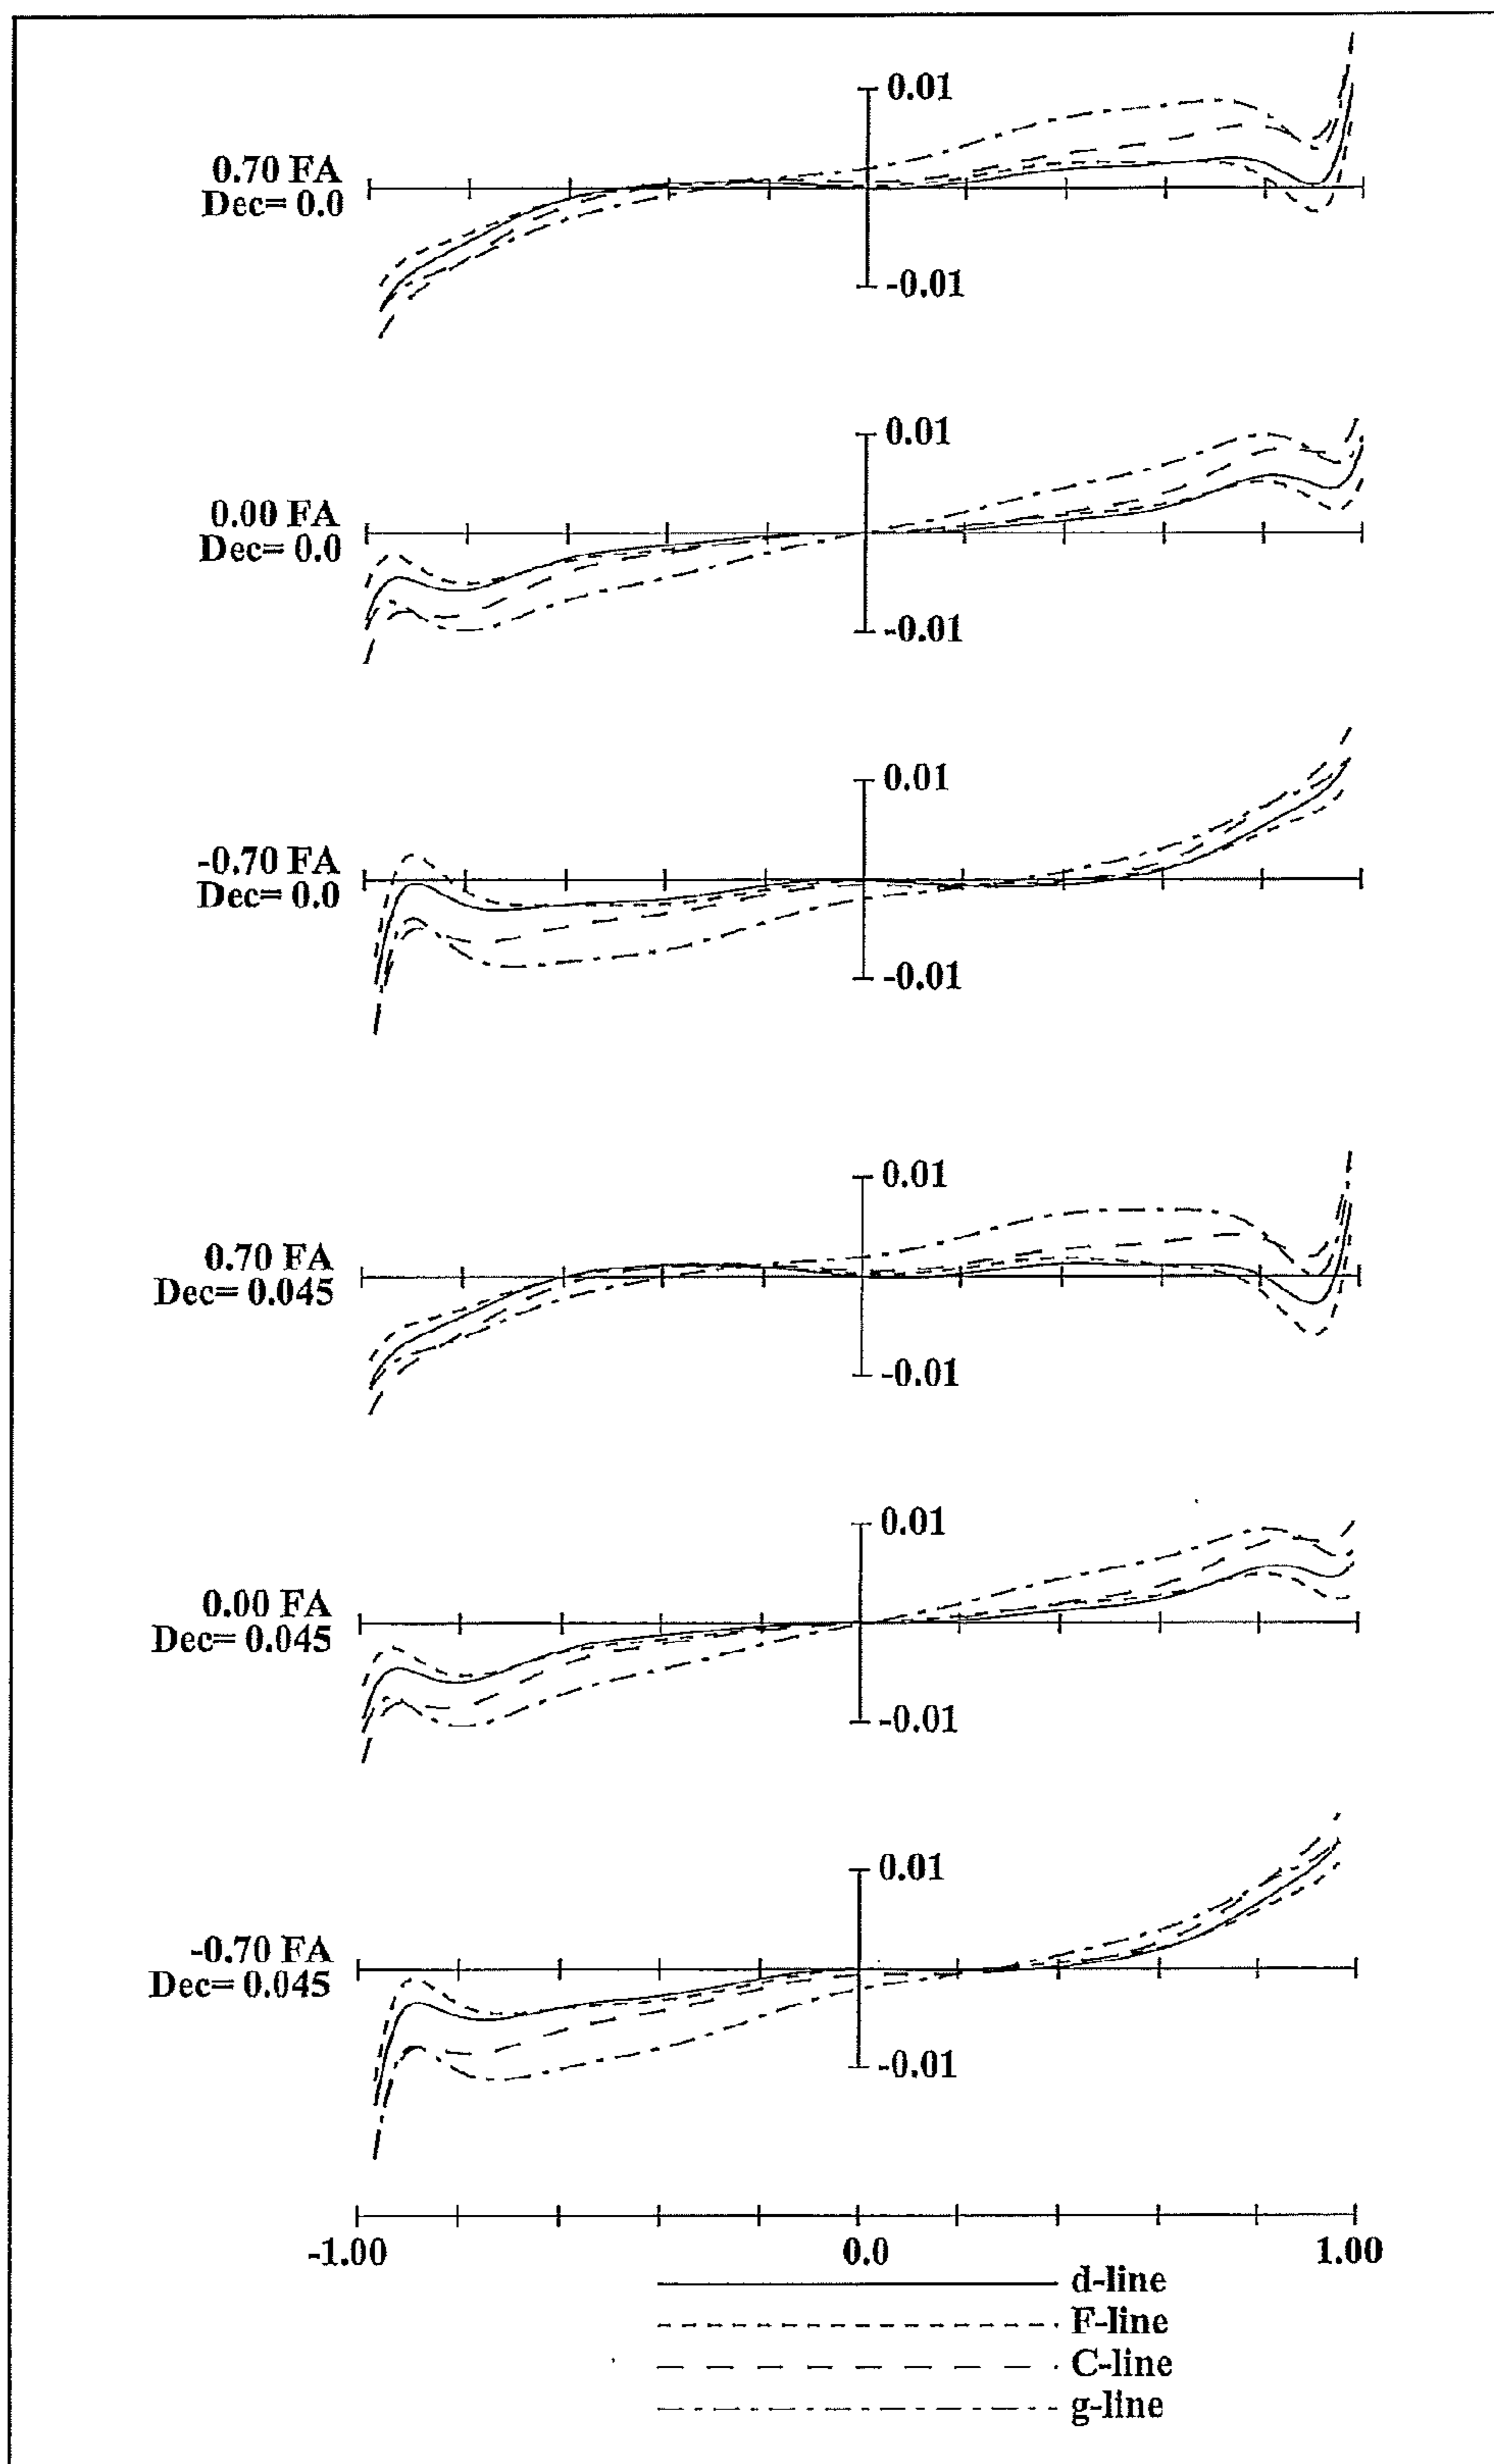 0.01
0.70 FA
Dec= 0.0
-0.01
0.01
0.00 FA
Dec= 0.0
-0.01
0.01
-0.70 FA
Dec= 0.0
-0.01
0.01
0.70 FA
Dec= 0.045
-0.01
0.01
0.00 FA
Dec= 0.045
-0.01
0.01
-0.70 FA
Dec= 0.045
-0.01
-1.00 0.0 1.00
d-line
F-line
C-line
g-line